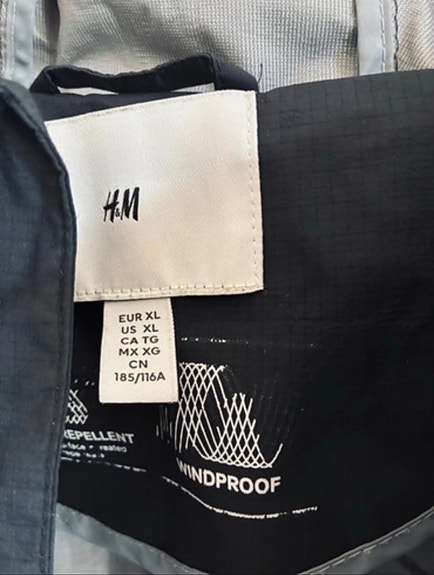 H&M
EUR XL
US XL
CA TG
MX XG
CN
185/116A
REPELLENT
WINDPROOF